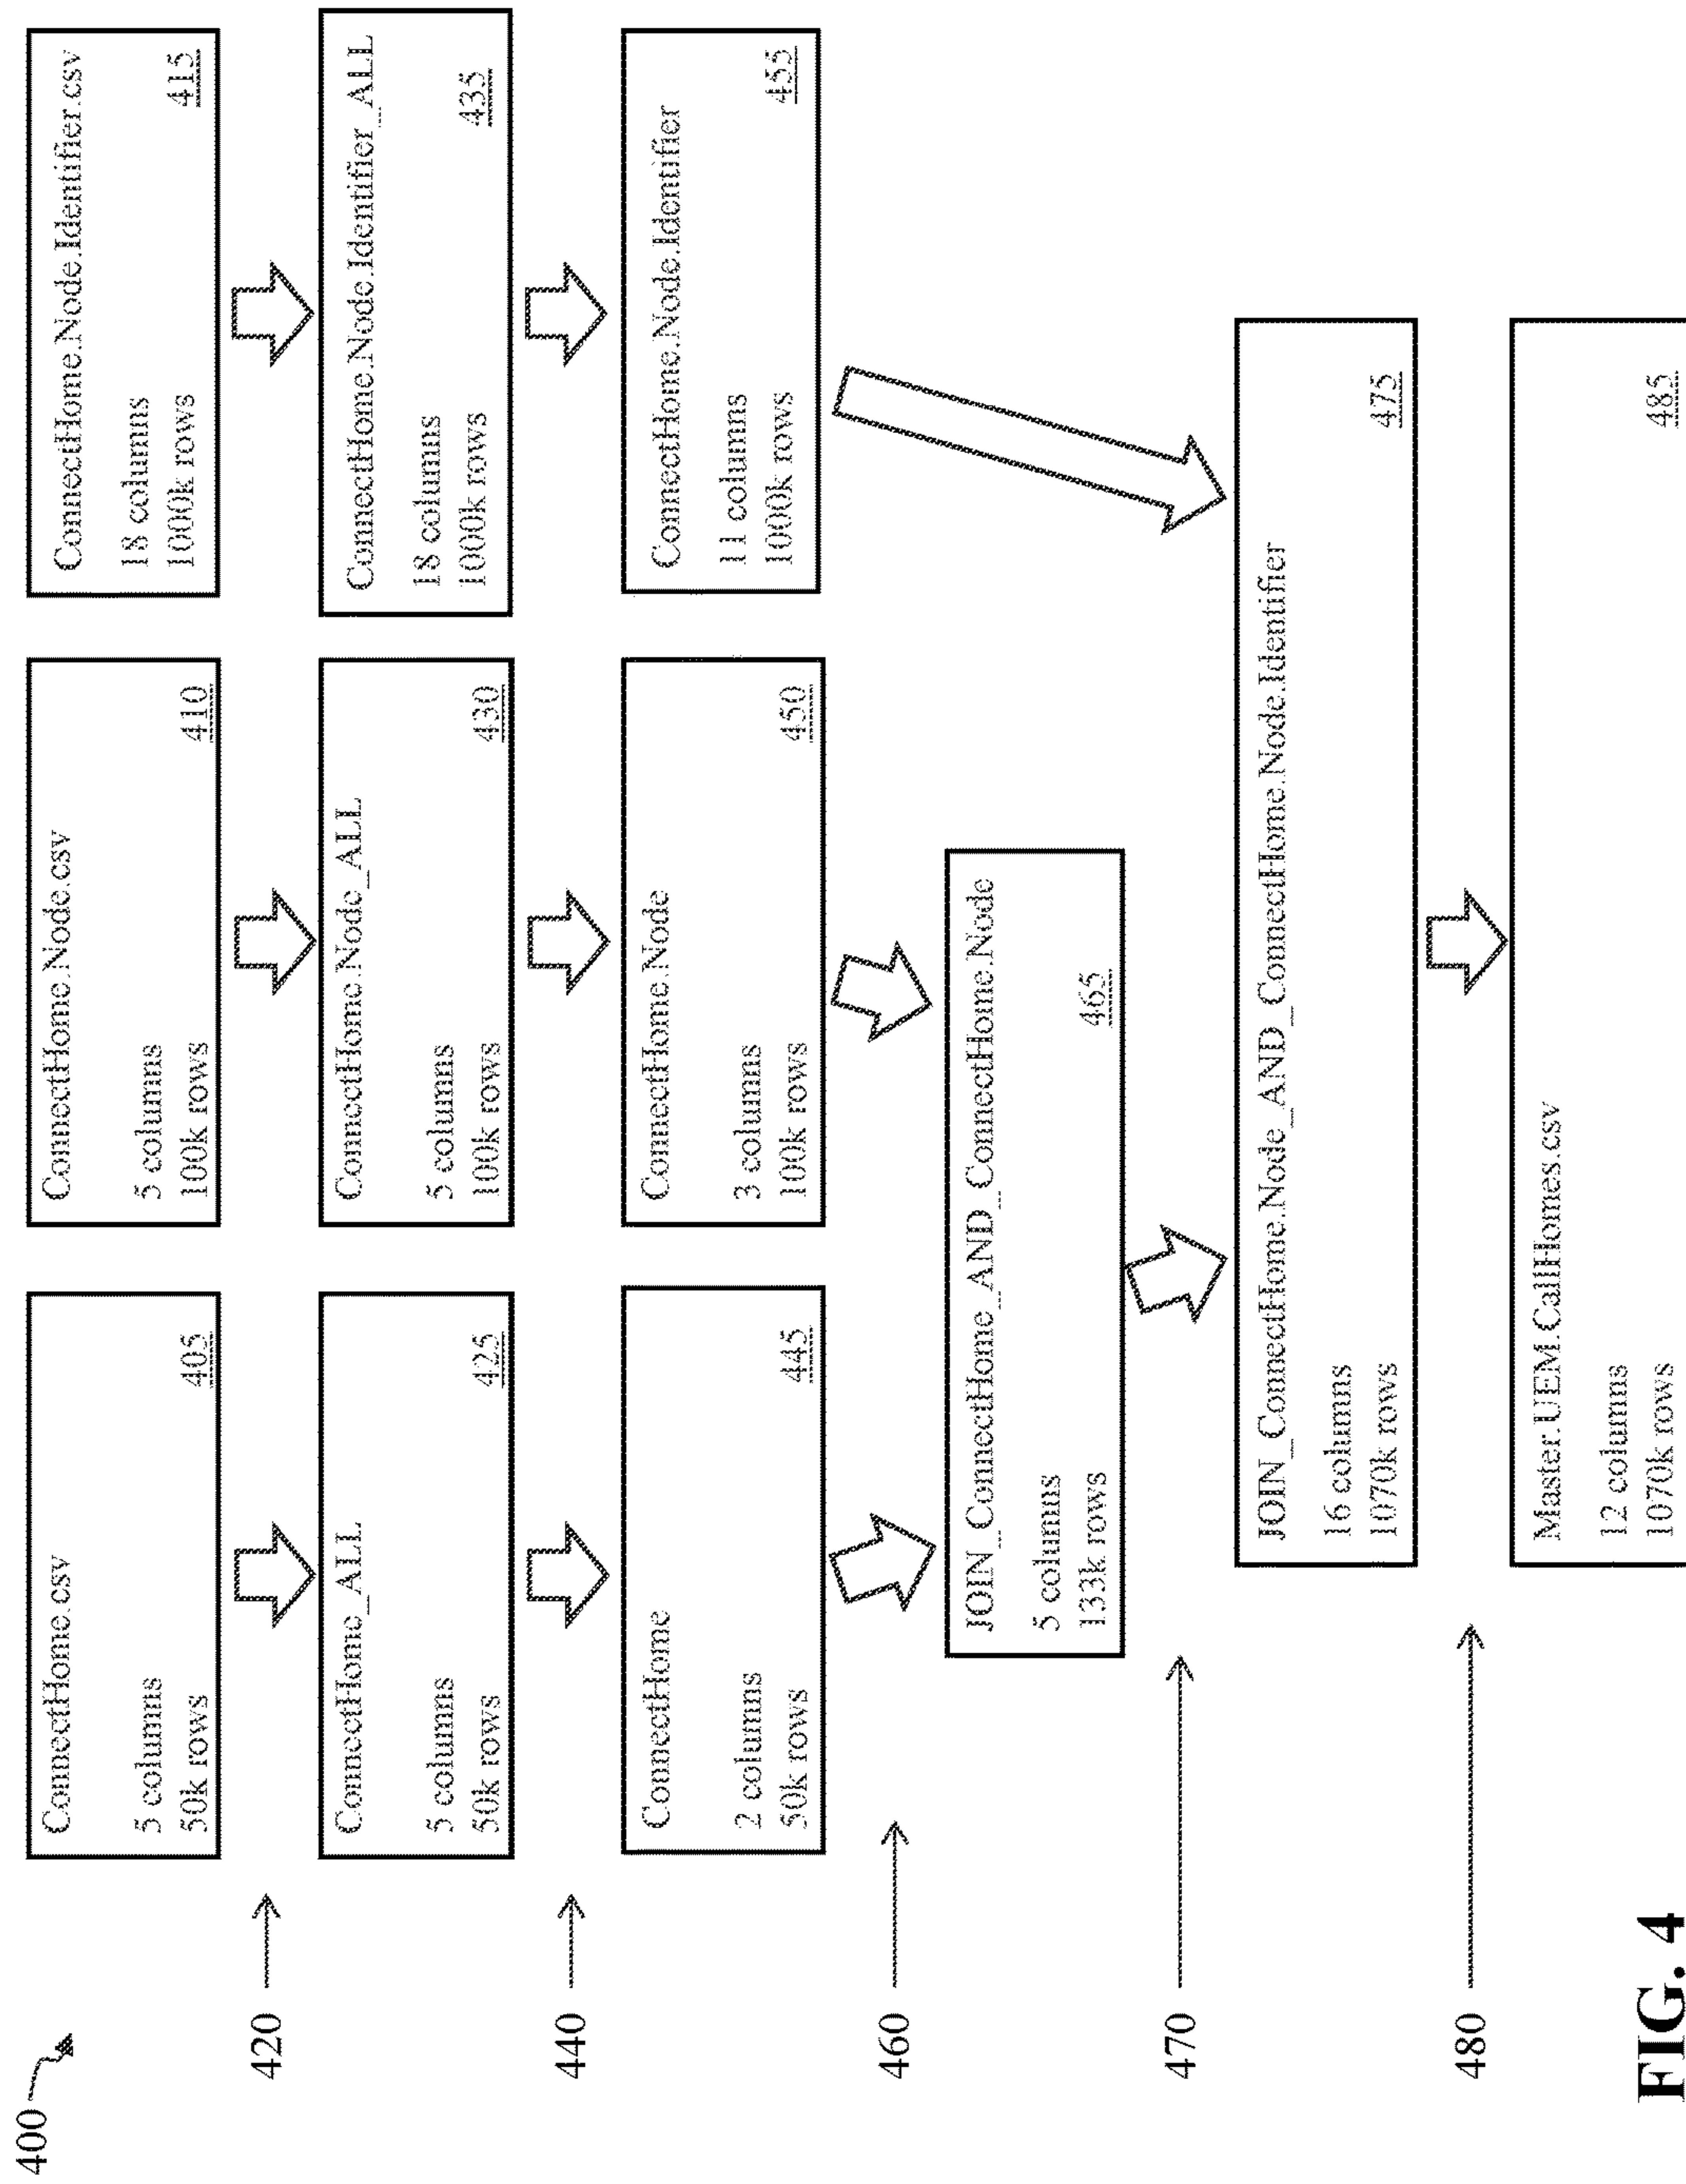 400
ConnectHome.csv
5 columns
50k rows
405
ConnectHome.Node.csv
5 columns
100k rows
410
ConnectHome.Node.Identifier.csv
18 columns
1000k rows
415
420
ConnectHome_ALL
5 columns
50k rows
425
ConnectHome.Node_ALL
5 columns
100k rows
430
ConnectHome.Node.Identifier_ALL
18 columns
1000k rows
435
440
ConnectHome
2 columns
50k rows
445
ConnectHome.Node
3 columns
100k rows
450
ConnectHome.Node.Identifier
11 columns
1000k rows
455
460
JOIN_ConnectHome_AND_ConnectHome.Node
5 columns
133k rows
465
470
JOIN_ConnectHome.Node_AND_ConnectHome.Node.Identifier
16 columns
1070k rows
475
480
Master.UEM.CallHomes.csv
12 columns
1070k rows
485
FIG. 4